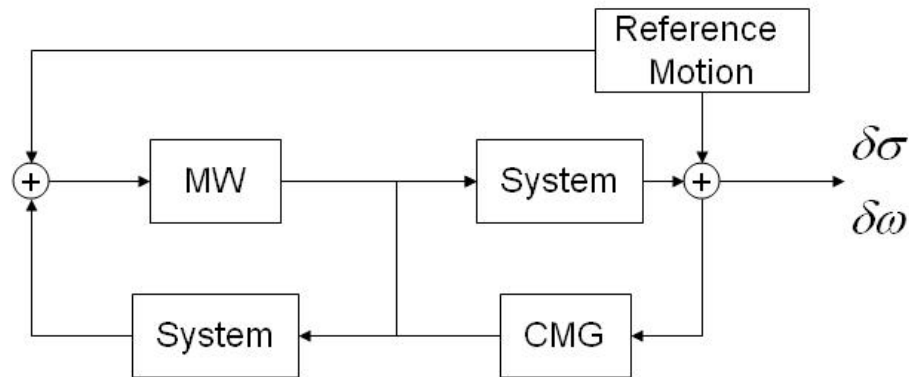 Reference
Motion
+
MW
System
+
δσ
δω
System
CMG